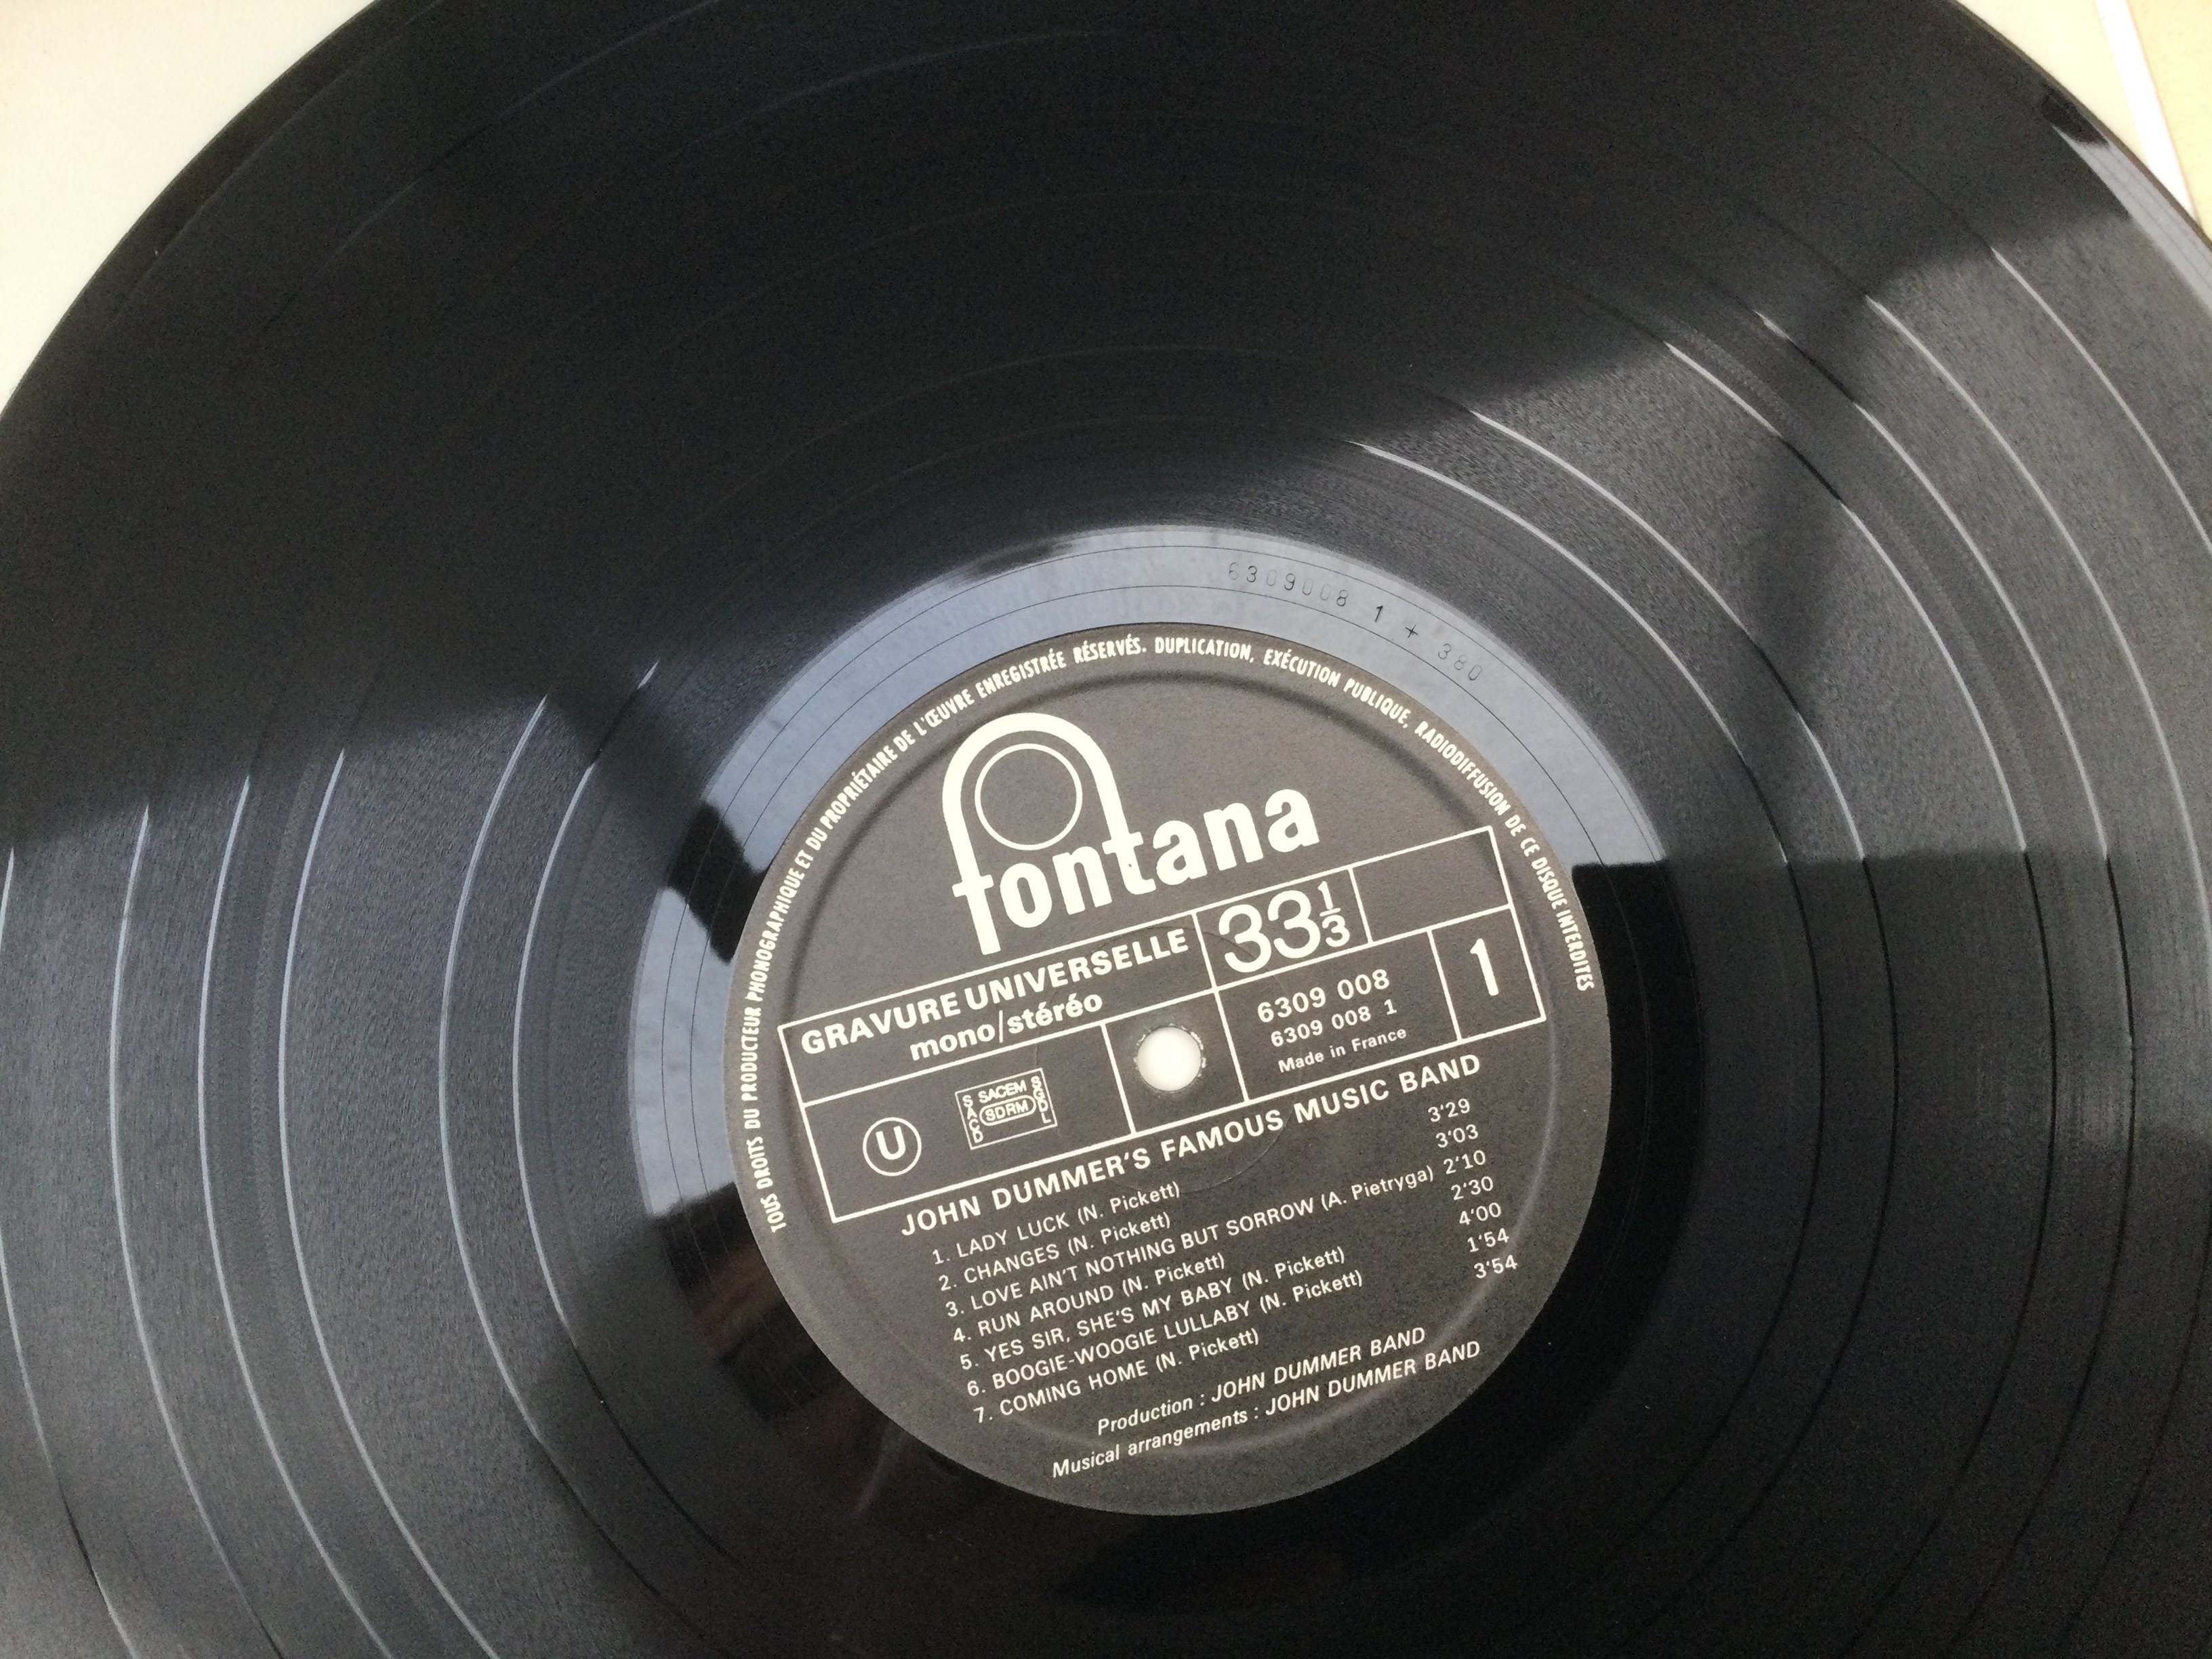 6309008 1 + 380
TOUS DROITS DU PRODUCTEUR PHONOGRAPHIQUE ET DU PROPRIÉTAIRE DE L'ŒUVRE ENREGISTRÉE RÉSERVÉS. DUPLICATION, EXÉCUTION PUBLIQUE, RADIODIFFUSION DE CE DISQUE INTERDITES
fontana
GRAVURE UNIVERSELLE
mono/stéréo
33 1/3
6309 008
6309 008 1
Made in France
1
U
SACEM
SACD
SDRM
SGDL
JOHN DUMMER'S FAMOUS MUSIC BAND
1. LADY LUCK (N. Pickett) 3'29
2. CHANGES (N. Pickett) 3'03
3. LOVE AIN'T NOTHING BUT SORROW (A. Pietryga) 2'10
4. RUN AROUND (N. Pickett) 2'30
5. YES SIR, SHE'S MY BABY (N. Pickett) 4'00
6. BOOGIE-WOOGIE LULLABY (N. Pickett) 1'54
7. COMING HOME (N. Pickett) 3'54
Production : JOHN DUMMER BAND
Musical arrangements : JOHN DUMMER BAND